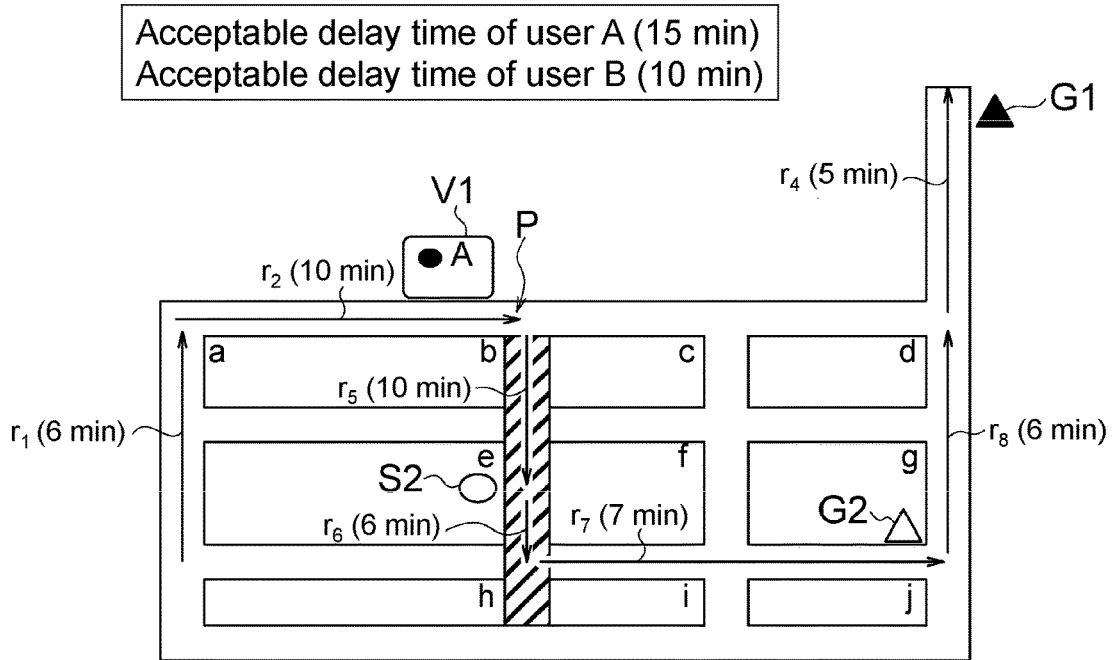 Acceptable delay time of user A (15 min)
Acceptable delay time of user B (10 min)
G1
r4 (5 min)
V1
A
P
r2 (10 min)
a
b
c
d
r5 (10 min)
r1 (6 min)
r8 (6 min)
e
f
g
S2
G2
r6 (6 min)
r7 (7 min)
h
i
j